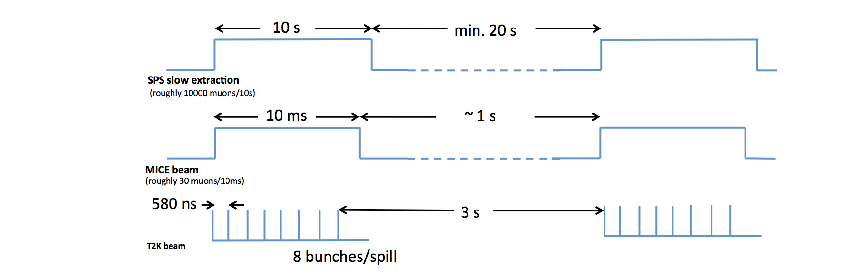 10 s
min. 20 s
SPS slow extraction
(roughly 10000 muons/10s)
10 ms
~ 1 s
MICE beam
(roughly 30 muons/10ms)
580 ns
3 s
T2K beam
8 bunches/spill